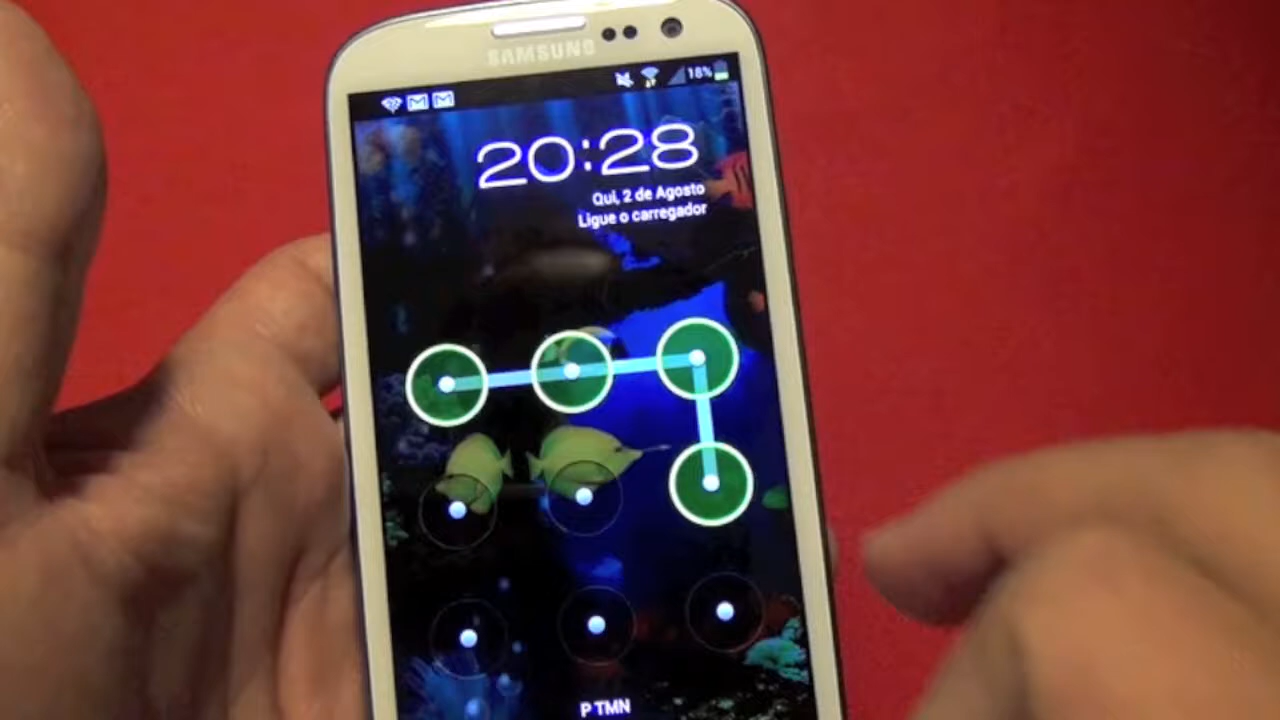 SAMSUNG
18%
20:28
Qui, 2 de Agosto
Ligue o carregador
P TMN